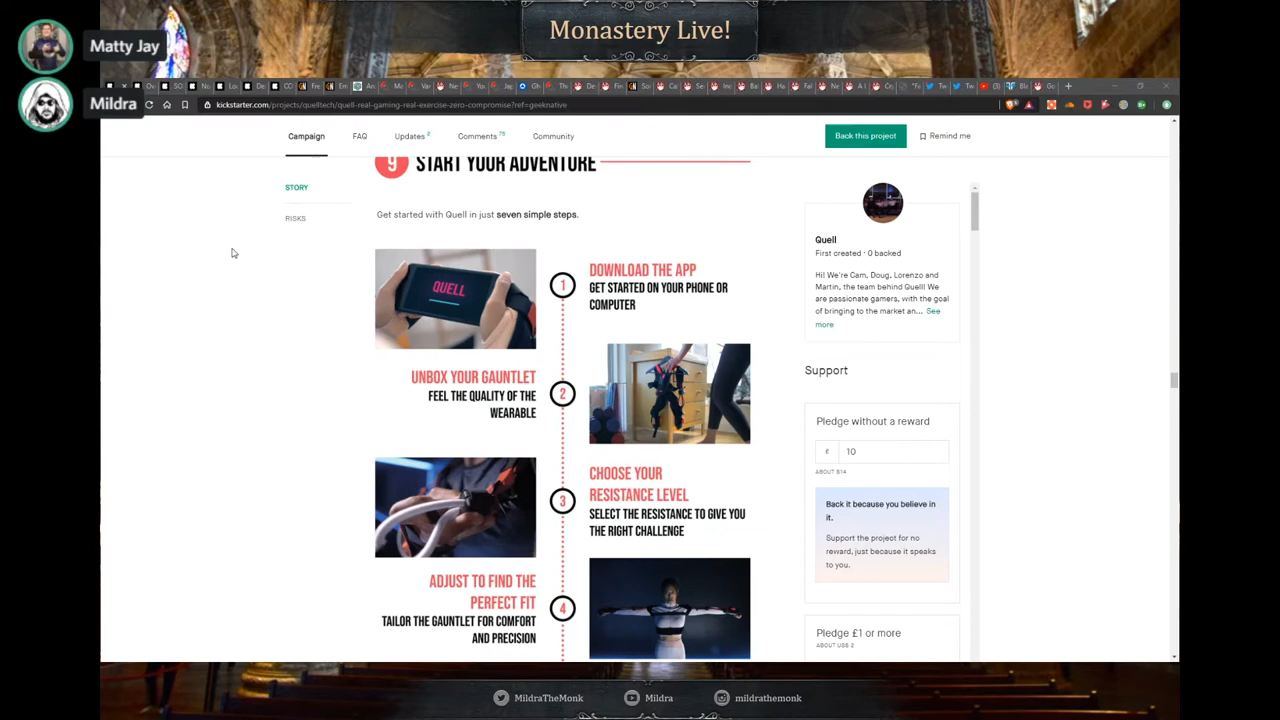 Monastery Live!
Matty Jay
Mildra
kickstarter.com/projects/quelltech/quell-real-gaming-real-exercise-zero-compromise?ref=geeknative
Campaign
FAQ
Updates 2
Comments 75
Community
Back this project
Remind me
9 START YOUR ADVENTURE
STORY
RISKS
Get started with Quell in just seven simple steps.
QUELL
1
DOWNLOAD THE APP
GET STARTED ON YOUR PHONE OR
COMPUTER
UNBOX YOUR GAUNTLET
FEEL THE QUALITY OF THE
WEARABLE
2
3
CHOOSE YOUR
RESISTANCE LEVEL
SELECT THE RESISTANCE TO GIVE YOU
THE RIGHT CHALLENGE
ADJUST TO FIND THE
PERFECT FIT
TAILOR THE GAUNTLET FOR COMFORT
AND PRECISION
4
Quell
First created · 0 backed
Hi! We're Cam, Doug, Lorenzo and
Martin, the team behind Quell! We
are passionate gamers, with the goal
of bringing to the market an... See
more
Support
Pledge without a reward
£ 10
ABOUT $14
Back it because you believe in
it.
Support the project for no
reward, just because it speaks
to you.
Pledge £1 or more
ABOUT US$ 2
MildraTheMonk
Mildra
mildrathemonk